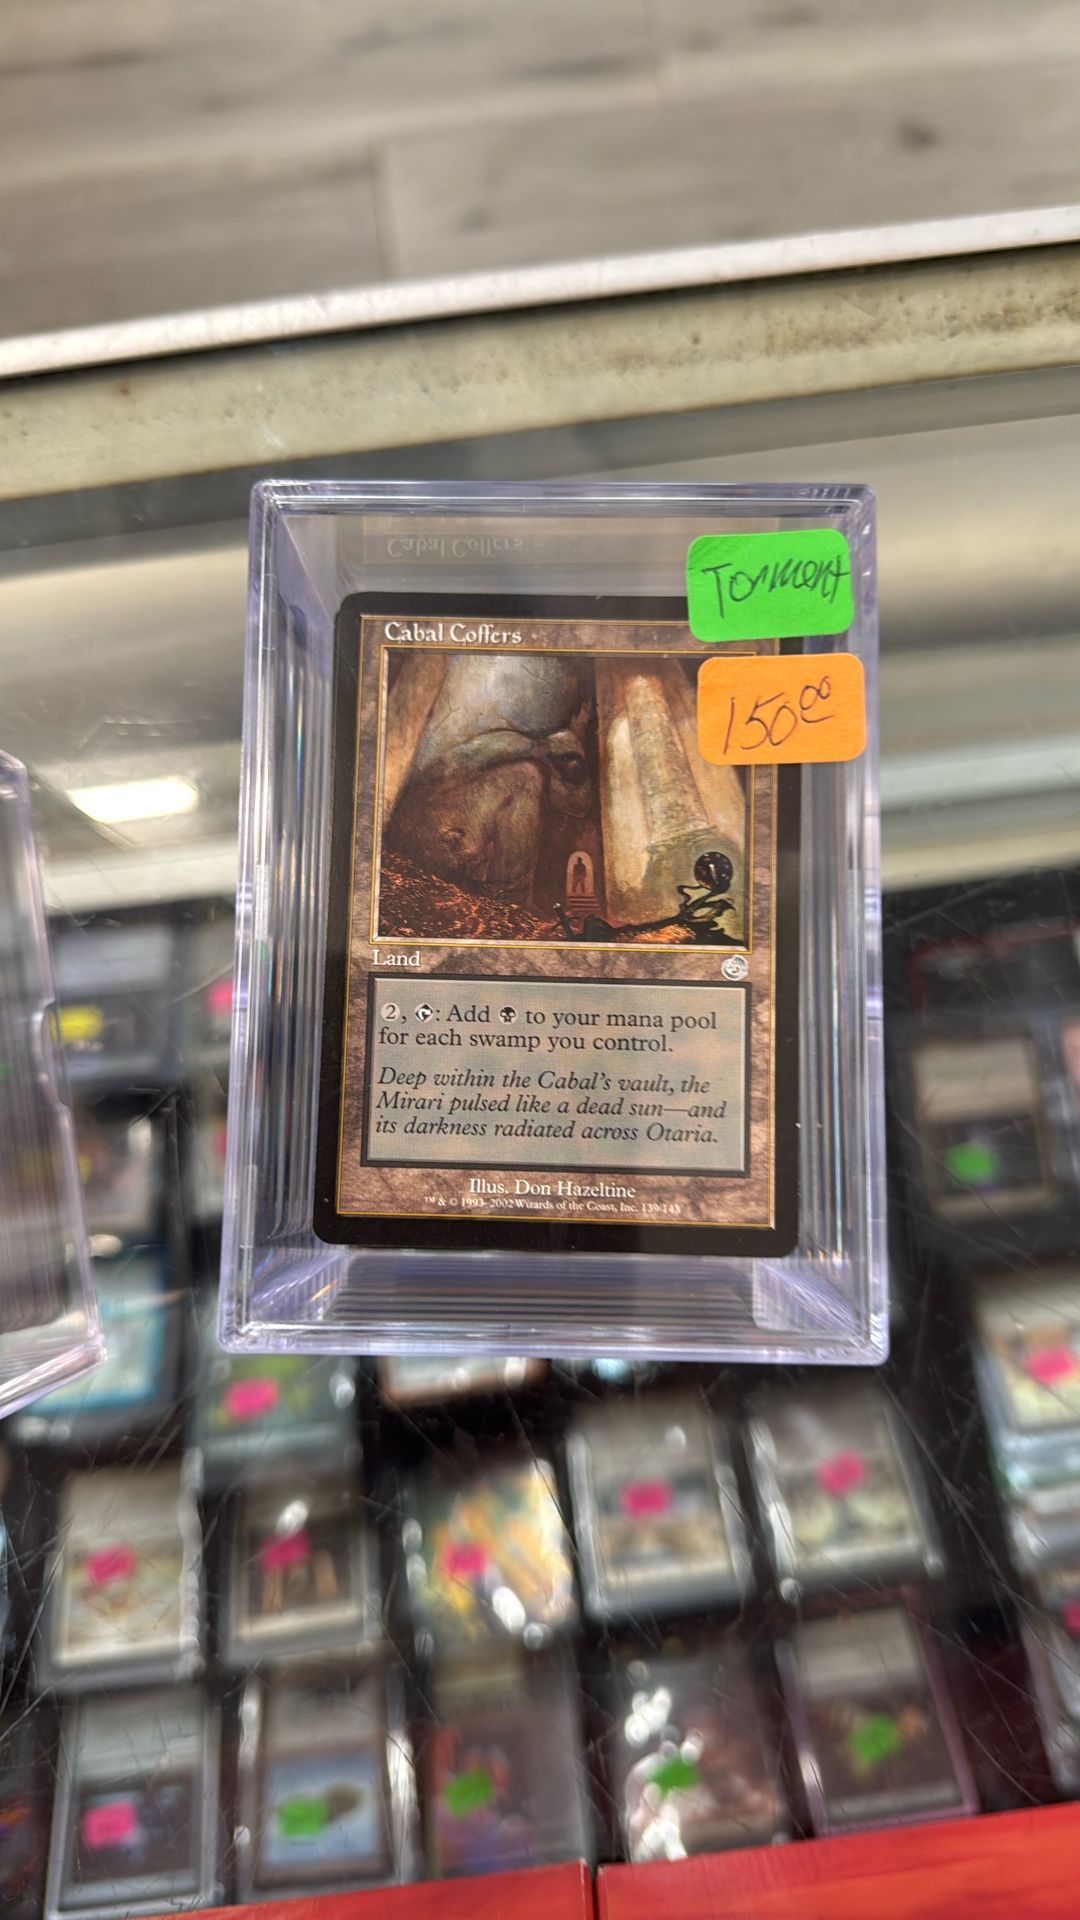 Cabal Coffers
Torment
Cabal Coffers
150.00
Land
2, : Add to your mana pool
for each swamp you control.
Deep within the Cabal's vault, the
Mirari pulsed like a dead sun—and
its darkness radiated across Otaria.
Illus. Don Hazeltine
™ & © 1993-2002 Wizards of the Coast, Inc. 139/143